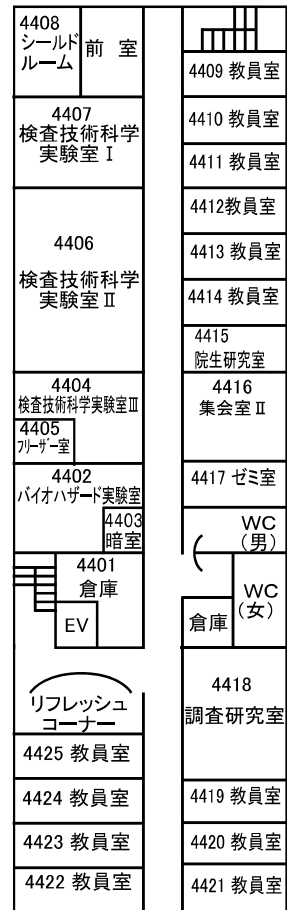 4408
シールド
ルーム
前 室
4407
検査技術科学
実験室Ⅰ
4406
検査技術科学
実験室Ⅱ
4404
検査技術科学実験室Ⅲ
4405
フリーザー室
4402
バイオハザード実験室
4403
暗室
4401
倉庫
EV
リフレッシュ
コーナー
4425 教員室
4424 教員室
4423 教員室
4422 教員室
4409 教員室
4410 教員室
4411 教員室
4412教員室
4413 教員室
4414 教員室
4415
院生研究室
4416
集会室Ⅱ
4417 ゼミ室
WC
(男)
WC
(女)
倉庫
4418
調査研究室
4419 教員室
4420 教員室
4421 教員室